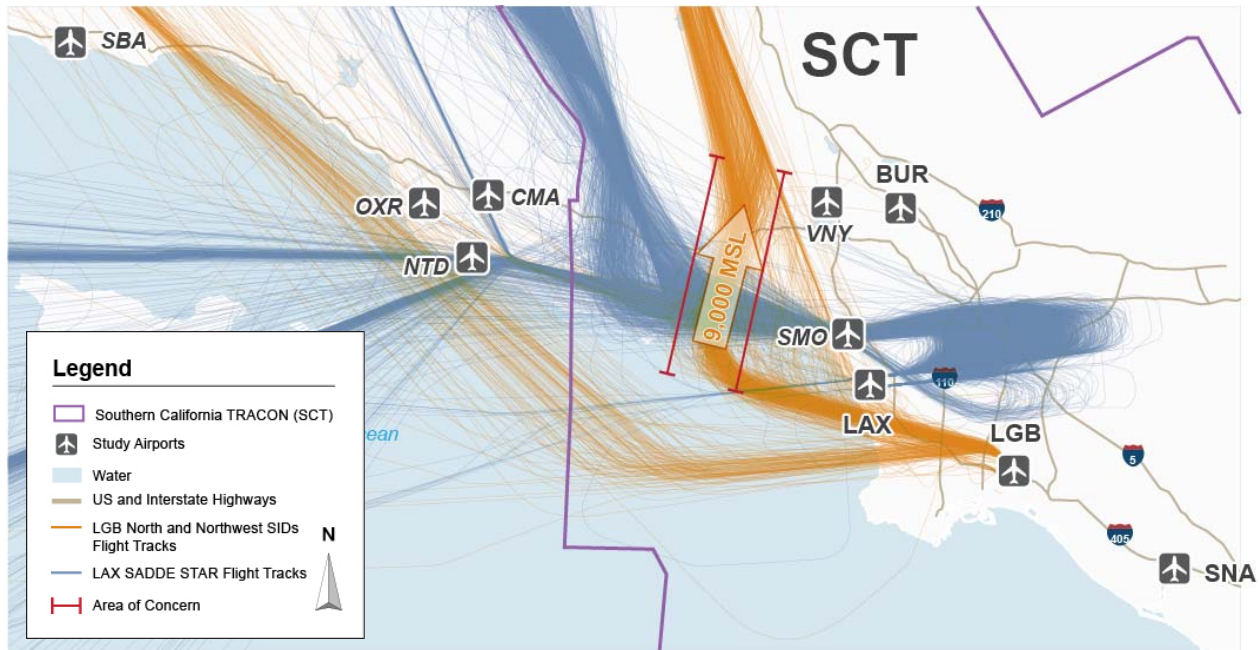 SBA
SCT
OXR
CMA
NTD
VNY
BUR
210
9,000 MSL
SMO
110
LAX
LGB
5
405
SNA
Legend
Southern California TRACON (SCT)
Study Airports
Water
US and Interstate Highways
LGB North and Northwest SIDs
Flight Tracks
LAX SADDE STAR Flight Tracks
Area of Concern
N